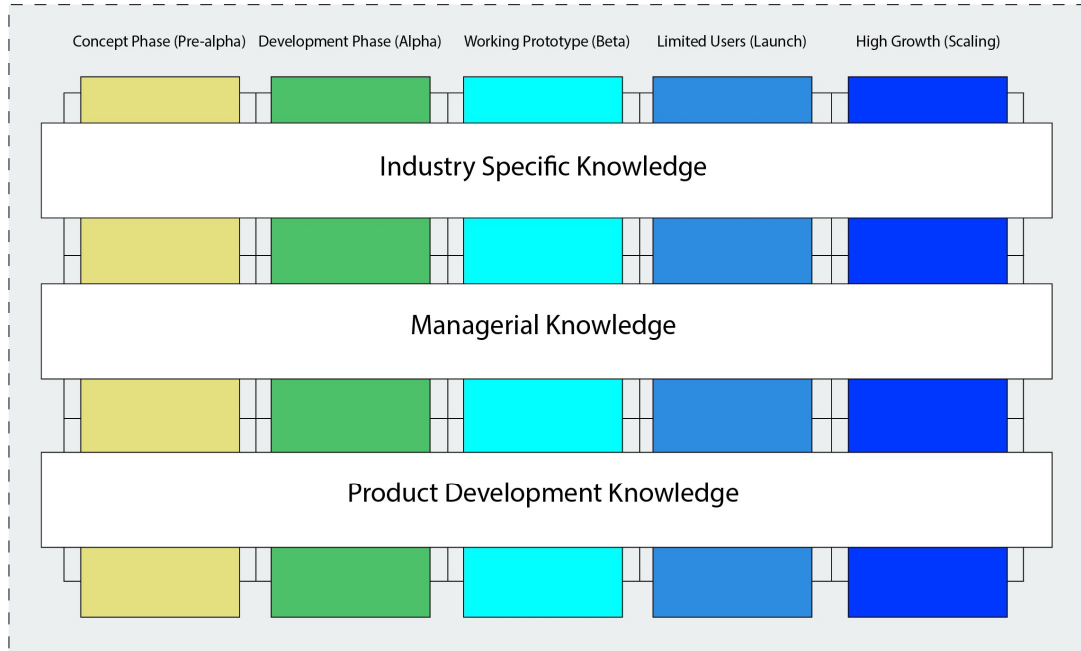 Concept Phase (Pre-alpha)
Development Phase (Alpha)
Working Prototype (Beta)
Limited Users (Launch)
High Growth (Scaling)
Industry Specific Knowledge
Managerial Knowledge
Product Development Knowledge